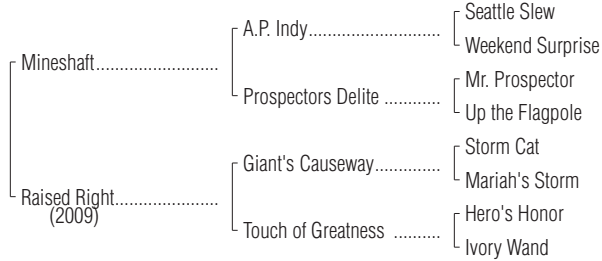 Seattle Slew
A.P. Indy..............................
Weekend Surprise
Mineshaft............................
Mr. Prospector
Prospectors Delite .............
Up the Flagpole
Storm Cat
Giant's Causeway...............
Mariah's Storm
Raised Right........................
(2009)
Hero's Honor
Touch of Greatness ..........
Ivory Wand